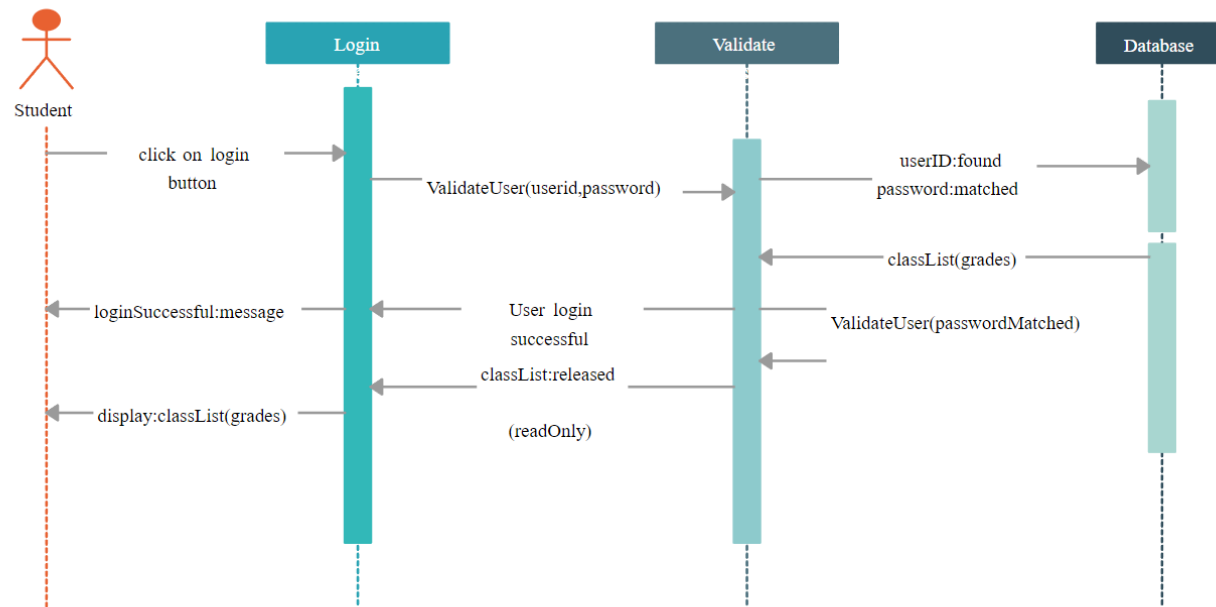 Login
Validate
Database
Student
click on login
button
ValidateUser(userid,password)
userID:found
password:matched
classList(grades)
loginSuccessful:message
User login
successful
ValidateUser(passwordMatched)
classList:released
(readOnly)
display:classList(grades)